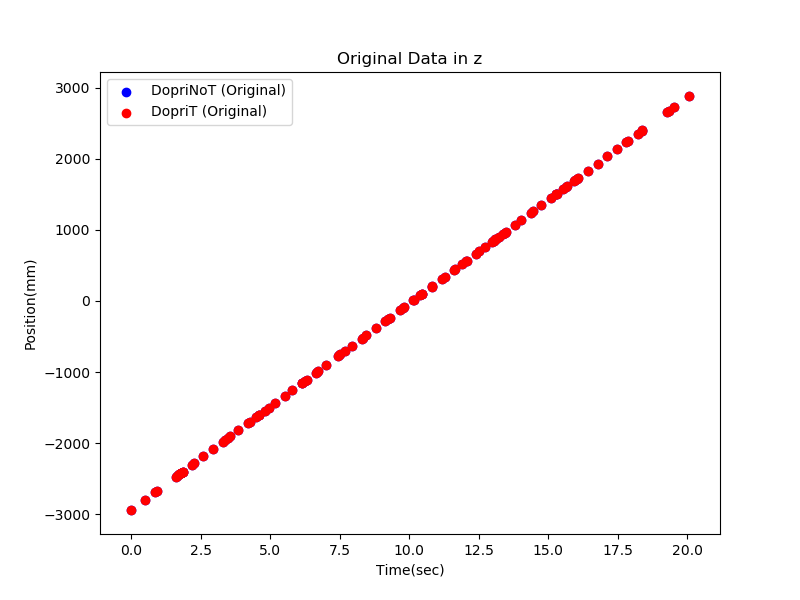 Original Data in z
DopriNoT (Original)
DopriT (Original)
Position(mm)
3000
2000
1000
0
−1000
−2000
−3000
0.0 2.5 5.0 7.5 10.0 12.5 15.0 17.5 20.0
Time(sec)